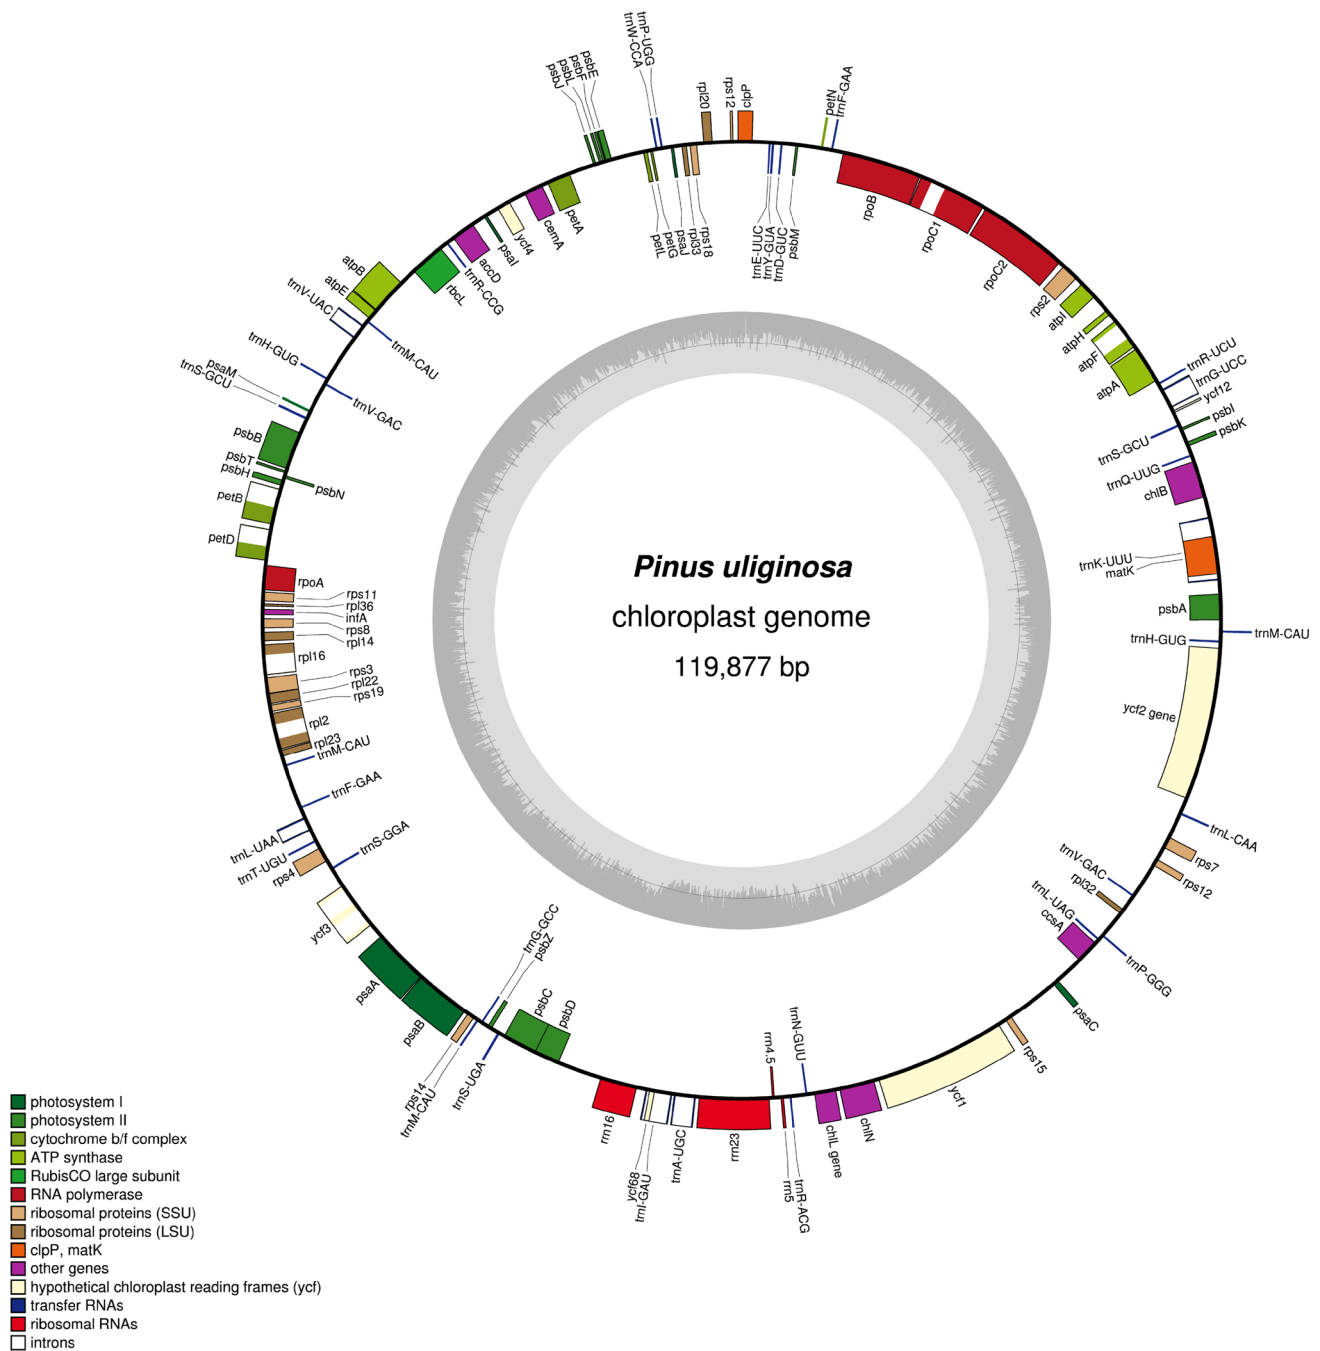 Pinus uliginosa
chloroplast genome
119,877 bp
psbJ
psbL
psbF
psbE
trnW-CCA
trnP-UGG
rpl20
rps12
clpP
petN
trnF-GAA
petL
petG
psaJ
rpl33
rps18
trnE-UUC
trnY-GUA
trnD-GUC
psbM
rpoB
rpoC1
rpoC2
rps2
atpI
atpH
atpF
atpA
trnR-UCU
trnG-UCC
ycf12
psbI
psbK
trnS-GCU
trnQ-UUG
chlB
trnK-UUU
matK
psbA
trnM-CAU
trnH-GUG
ycf2 gene
trnL-CAA
rps7
rps12
trnV-GAC
rpl32
trnL-UAG
ccsA
trnP-GGG
psaC
rps15
ycf1
chlN
chlL gene
trnN-GUU
trnR-ACG
rrn5
rrn4.5
rrn23
trnA-UGC
trnI-GAU
ycf68
rrn16
psbD
psbC
psbZ
trnG-GCC
trnS-UGA
trnM-CAU
rps14
psaB
psaA
ycf3
trnS-GGA
rps4
trnT-UGU
trnL-UAA
trnF-GAA
trnM-CAU
rpl23
rpl2
rps19
rpl22
rps3
rpl16
rpl14
rps8
infA
rpl36
rps11
rpoA
petD
petB
psbN
psbH
psbT
psbB
trnS-GCU
psaM
trnV-GAC
trnH-GUG
trnM-CAU
trnV-UAC
atpE
atpB
rbcL
trnR-CCG
accD
psaI
ycf4
cemA
petA
photosystem I
photosystem II
cytochrome b/f complex
ATP synthase
RubisCO large subunit
RNA polymerase
ribosomal proteins (SSU)
ribosomal proteins (LSU)
clpP, matK
other genes
hypothetical chloroplast reading frames (ycf)
transfer RNAs
ribosomal RNAs
introns